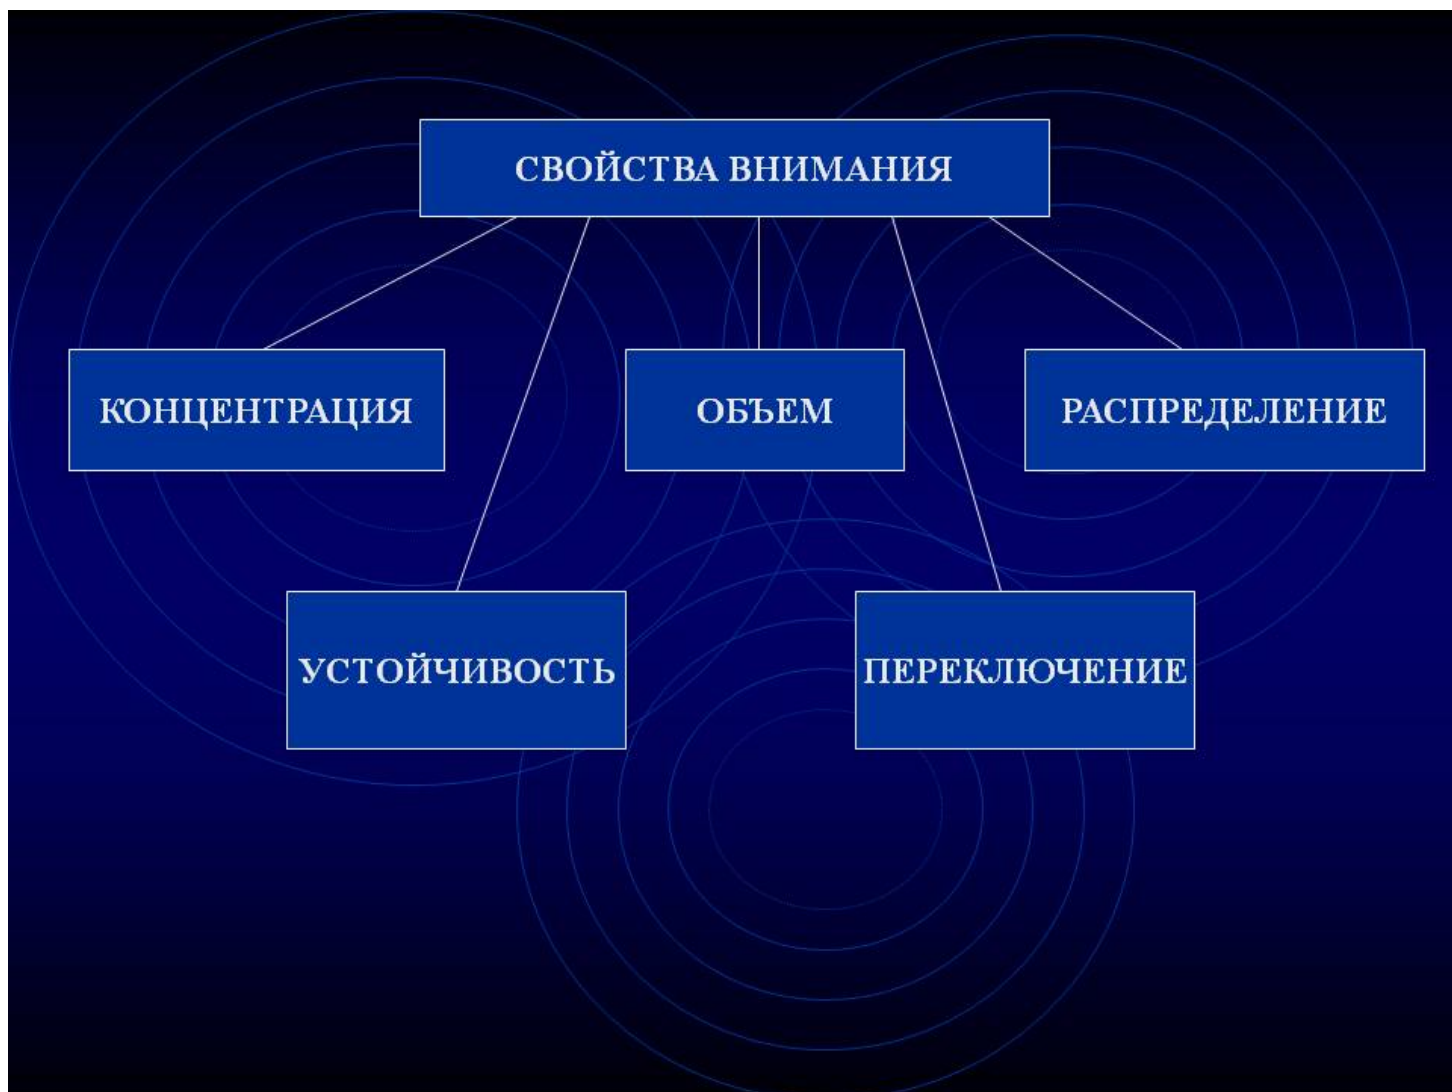 СВОЙСТВА ВНИМАНИЯ
КОНЦЕНТРАЦИЯ
ОБЪЕМ
РАСПРЕДЕЛЕНИЕ
УСТОЙЧИВОСТЬ
ПЕРЕКЛЮЧЕНИЕ